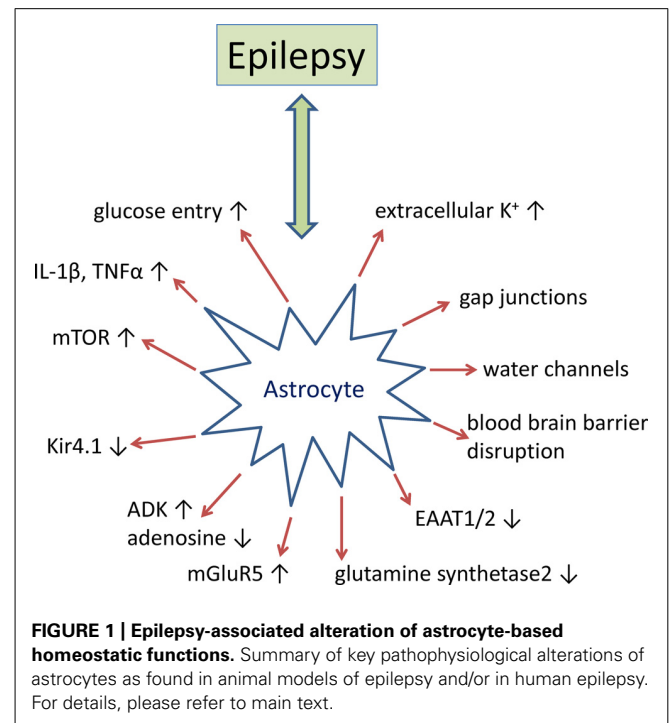 Epilepsy
glucose entry ↑
extracellular K⁺ ↑
IL-1β, TNFα ↑
gap junctions
mTOR ↑
water channels
Astrocyte
blood brain barrier
disruption
Kir4.1 ↓
ADK ↑
adenosine ↓
EAAT1/2 ↓
mGluR5 ↑
glutamine synthetase2 ↓
FIGURE 1 | Epilepsy-associated alteration of astrocyte-based
homeostatic functions. Summary of key pathophysiological alterations of
astrocytes as found in animal models of epilepsy and/or in human epilepsy.
For details, please refer to main text.